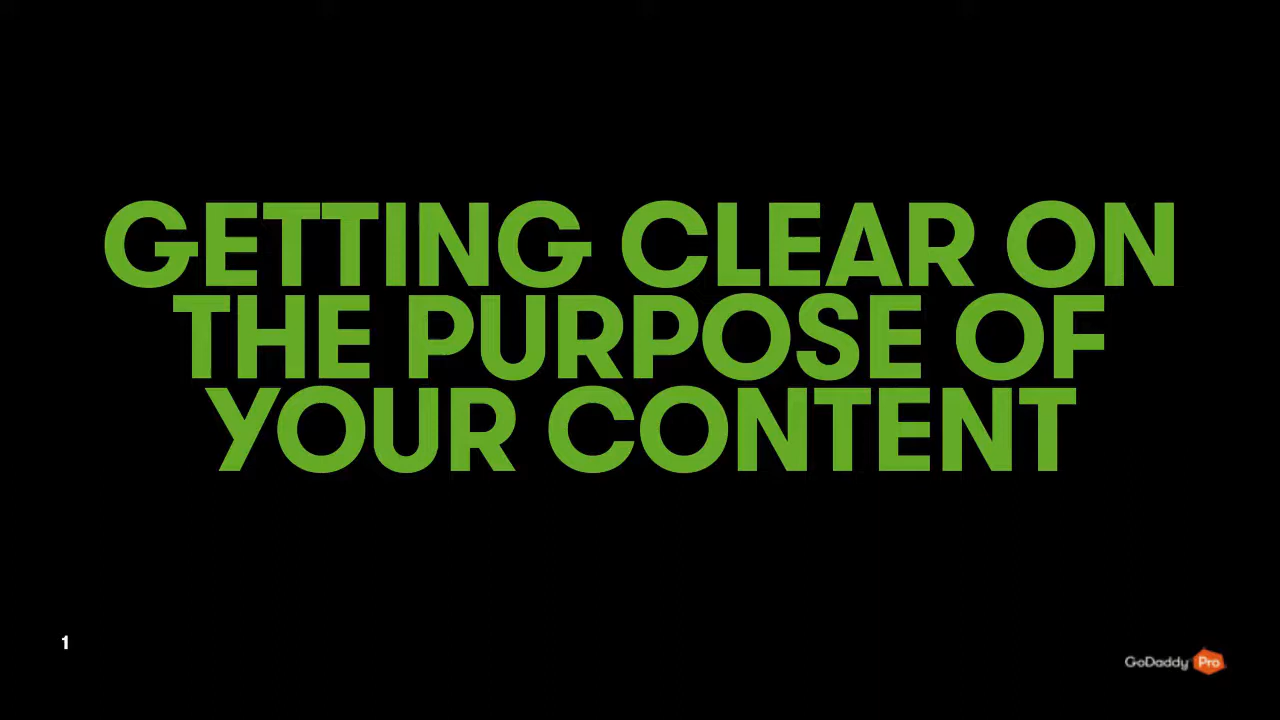 GETTING CLEAR ON
THE PURPOSE OF
YOUR CONTENT
1
GoDaddy Pro